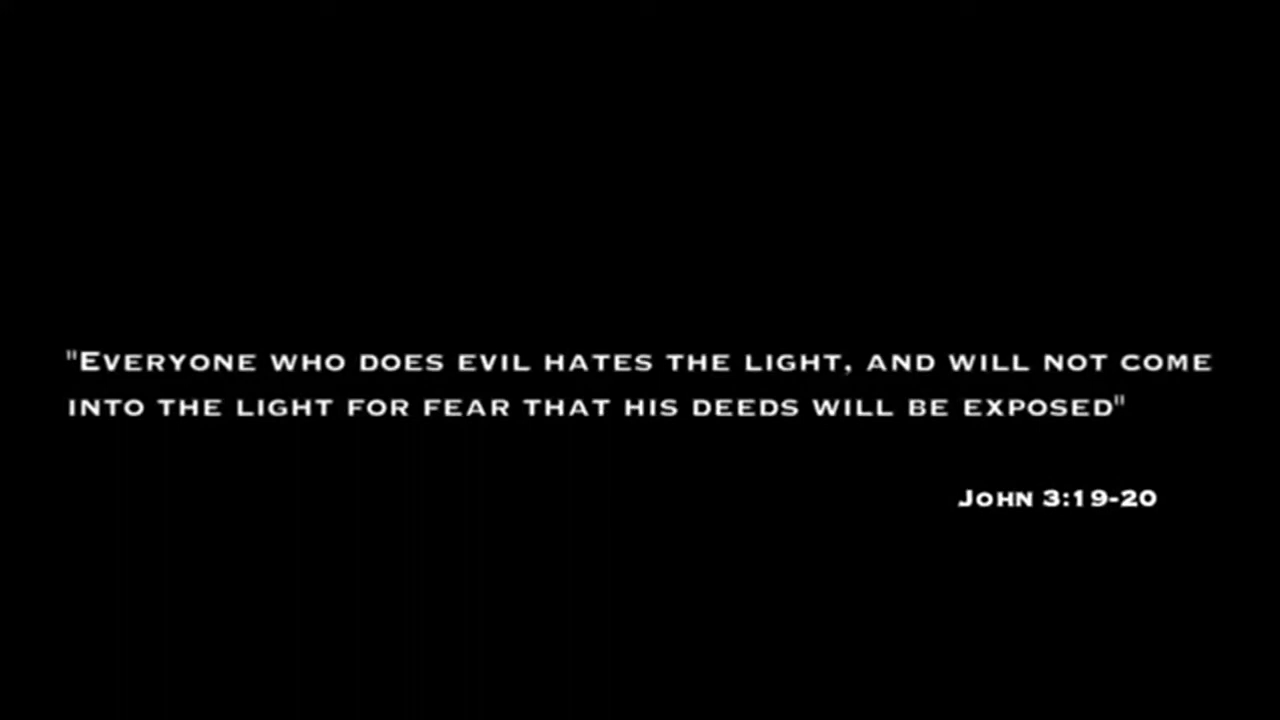 "Everyone who does evil hates the light, and will not come
into the light for fear that his deeds will be exposed"
John 3:19-20